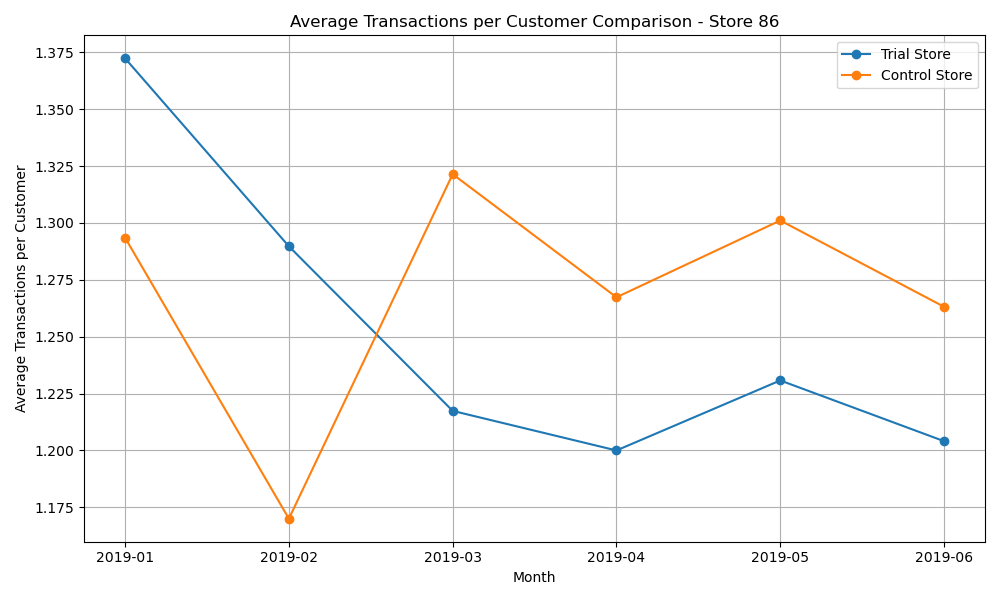 Average Transactions per Customer Comparison - Store 86
Trial Store
Control Store
Average Transactions per Customer
1.375
1.350
1.325
1.300
1.275
1.250
1.225
1.200
1.175
2019-01 2019-02 2019-03 2019-04 2019-05 2019-06
Month